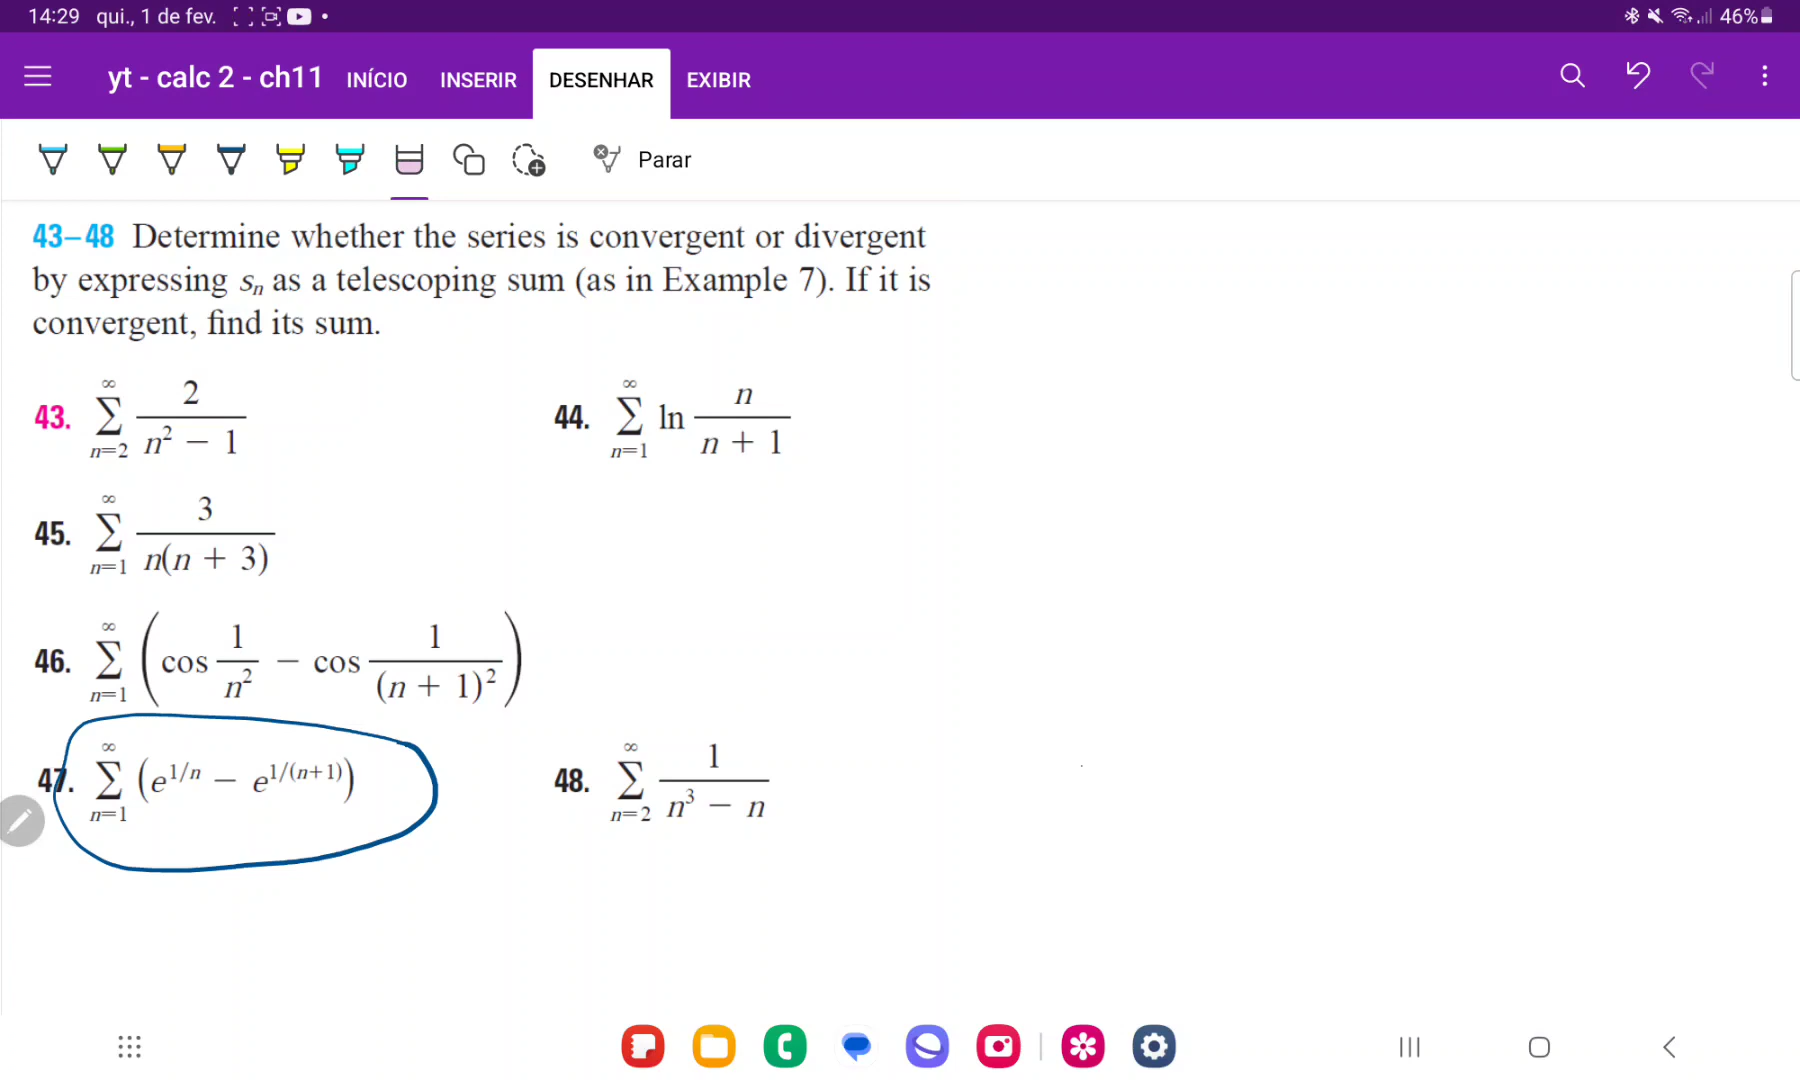 14:29 qui., 1 de fev. 46%
yt - calc 2 - ch11 INÍCIO INSERIR DESENHAR EXIBIR
Parar
43–48 Determine whether the series is convergent or divergent
by expressing sₙ as a telescoping sum (as in Example 7). If it is
convergent, find its sum.
43. ∞ ∑ n=2 2/(n² − 1)
44. ∞ ∑ n=1 ln n/(n + 1)
45. ∞ ∑ n=1 3/(n(n + 3))
46. ∞ ∑ n=1 (cos 1/n² − cos 1/(n + 1)²)
47. ∞ ∑ n=1 (e^{1/n} − e^{1/(n+1)})
48. ∞ ∑ n=2 1/(n³ − n)